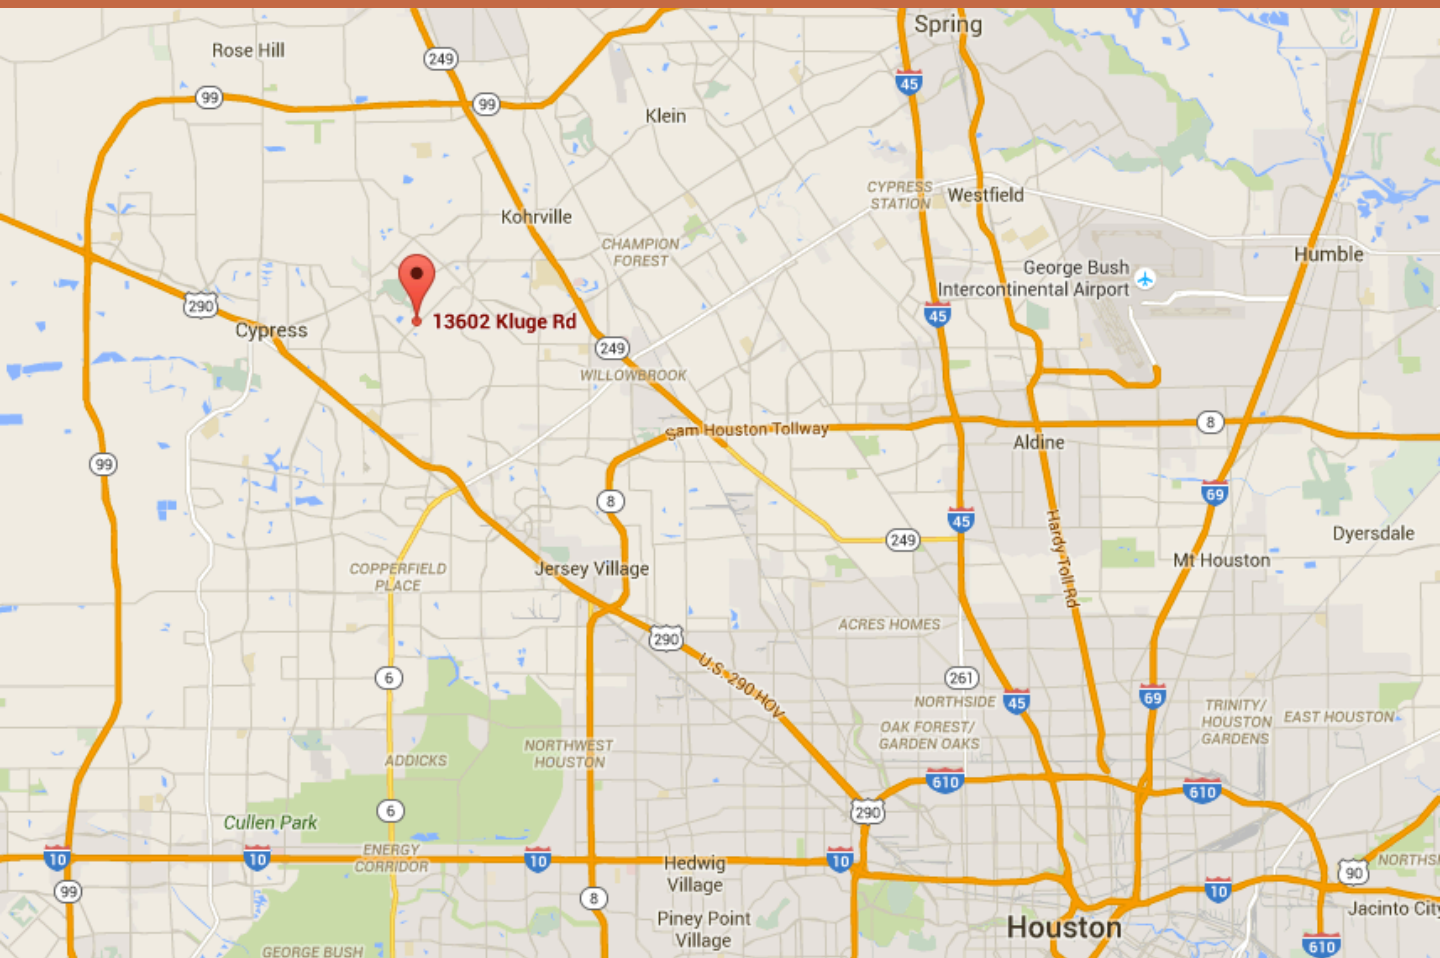 Spring
Rose Hill
249
45
99
99
Klein
CYPRESS
STATION
Westfield
Kohrville
CHAMPION
FOREST
Humble
George Bush
Intercontinental Airport
290
45
13602 Kluge Rd
Cypress
249
WILLOWBROOK
Sam Houston Tollway
8
Aldine
99
69
8
45
Hardy Toll Rd
249
Dyersdale
Mt Houston
Jersey Village
COPPERFIELD
PLACE
ACRES HOMES
290
U.S. 290 HOV
6
261
NORTHSIDE
45
69
TRINITY/
HOUSTON
GARDENS
EAST HOUSTON
OAK FOREST/
GARDEN OAKS
NORTHWEST
HOUSTON
ADDICKS
610
610
6
290
Cullen Park
ENERGY
CORRIDOR
10
10
10
10
Hedwig
Village
90
NORTHS
99
8
10
Jacinto City
Piney Point
Village
Houston
610
GEORGE BUSH